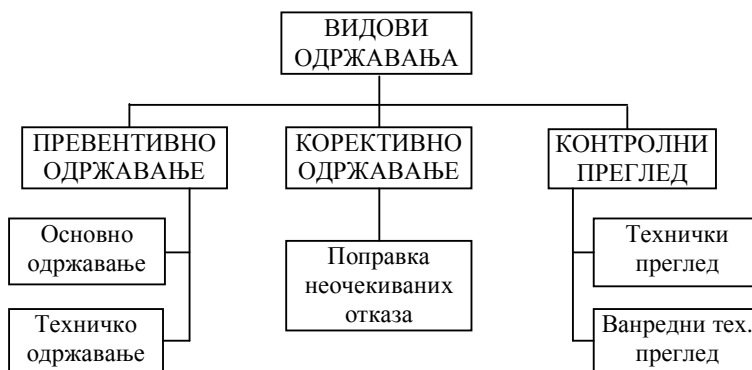 ВИДОВИ
ОДРЖАВАЊА
ПРЕВЕНТИВНО
ОДРЖАВАЊЕ
КОРЕКТИВНО
ОДРЖАВАЊЕ
КОНТРОЛНИ
ПРЕГЛЕД
Основно
одржавање
Техничко
одржавање
Поправка
неочекиваних
отказа
Технички
преглед
Ванредни тех.
преглед